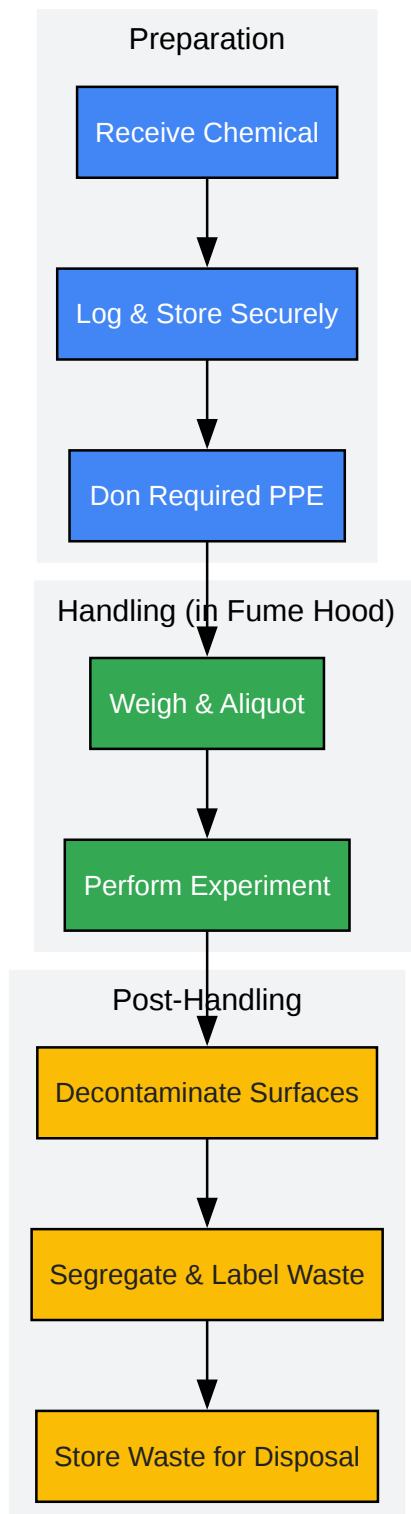 Preparation
Receive Chemical
Log & Store Securely
Don Required PPE
Handling (in Fume Hood)
Weigh & Aliquot
Perform Experiment
Post-Handling
Decontaminate Surfaces
Segregate & Label Waste
Store Waste for Disposal